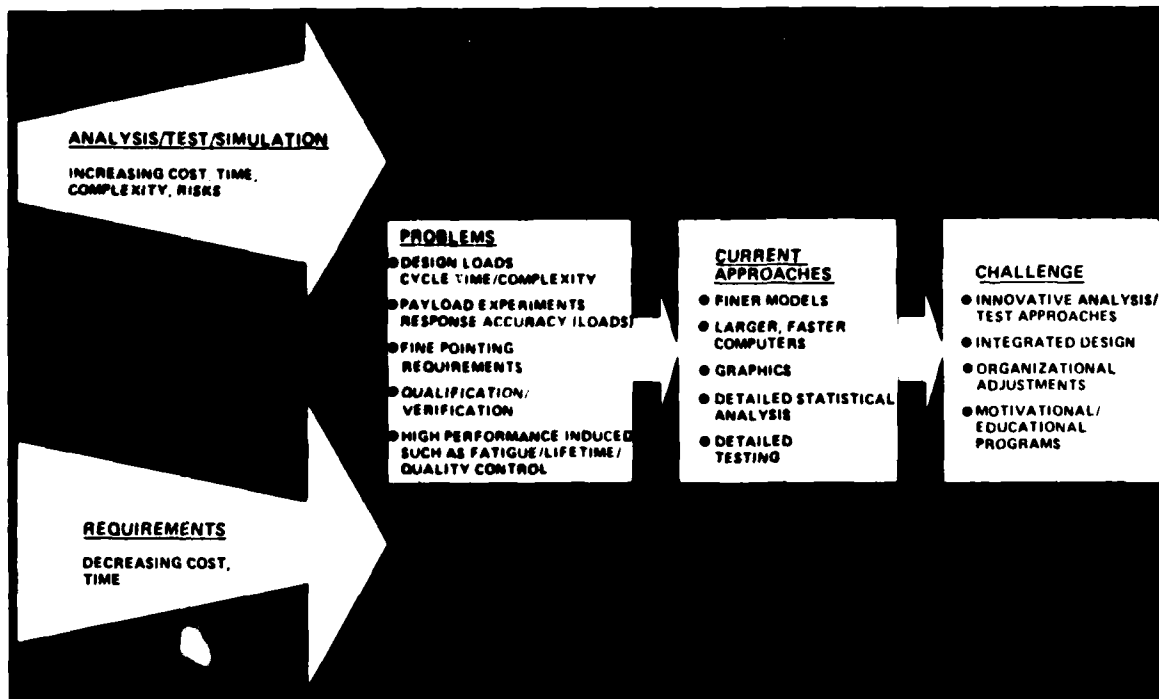 ANALYSIS/TEST/SIMULATION
INCREASING COST, TIME,
COMPLEXITY, RISKS
REQUIREMENTS
DECREASING COST,
TIME
PROBLEMS
● DESIGN LOADS
CYCLE TIME/COMPLEXITY
● PAYLOAD EXPERIMENTS
RESPONSE ACCURACY (LOADS)
● FINE POINTING
REQUIREMENTS
● QUALIFICATION/
VERIFICATION
● HIGH PERFORMANCE INDUCED
SUCH AS FATIGUE/LIFETIME/
QUALITY CONTROL
CURRENT
APPROACHES
● FINER MODELS
● LARGER, FASTER
COMPUTERS
● GRAPHICS
● DETAILED STATISTICAL
ANALYSIS
● DETAILED
TESTING
CHALLENGE
● INNOVATIVE ANALYSIS/
TEST APPROACHES
● INTEGRATED DESIGN
● ORGANIZATIONAL
ADJUSTMENTS
● MOTIVATIONAL/
EDUCATIONAL
PROGRAMS